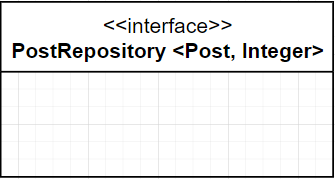 <<interface>>
PostRepository <Post, Integer>